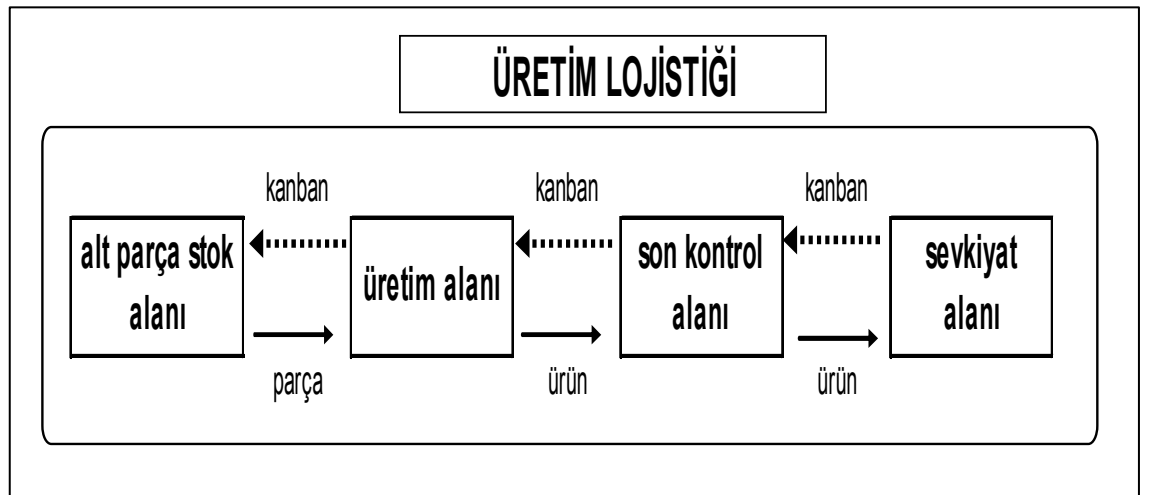 ÜRETİM LOJİSTİĞİ
kanban
kanban
kanban
alt parça stok
alanı
üretim alanı
son kontrol
alanı
sevkiyat
alanı
parça
ürün
ürün